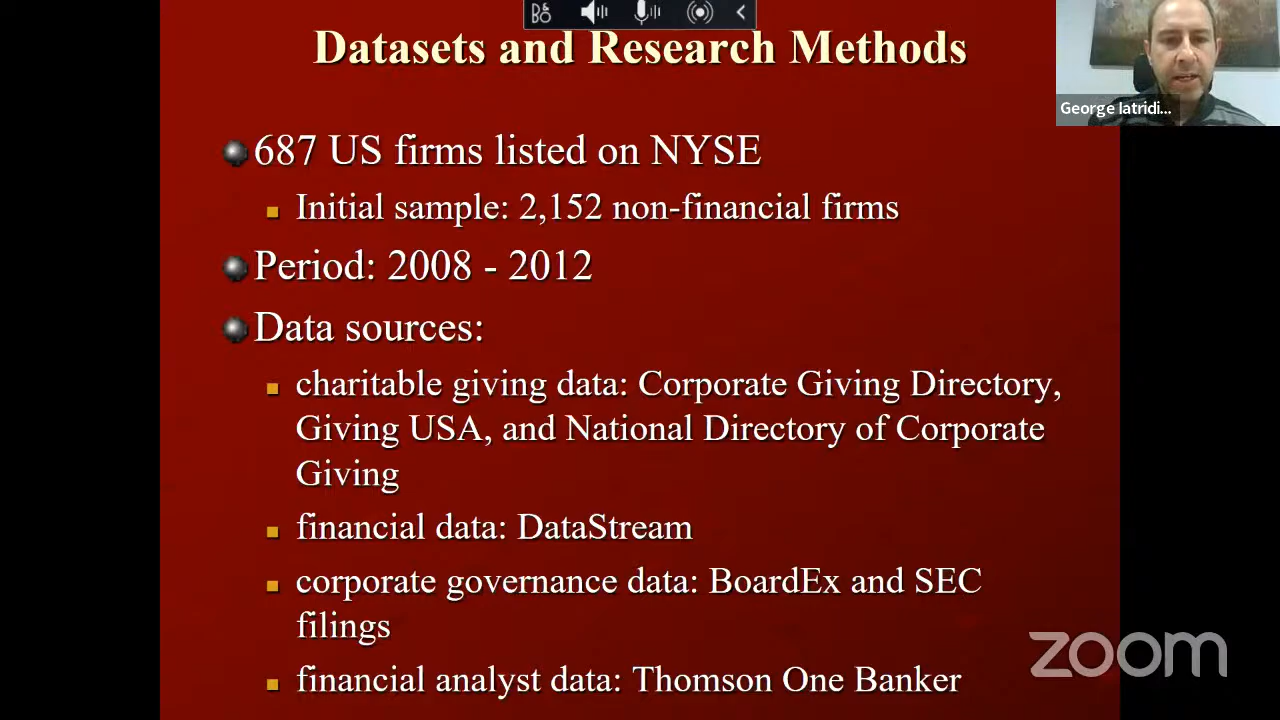 Datasets and Research Methods
George Iatridi...
687 US firms listed on NYSE
Initial sample: 2,152 non-financial firms
Period: 2008 - 2012
Data sources:
charitable giving data: Corporate Giving Directory,
Giving USA, and National Directory of Corporate
Giving
financial data: DataStream
corporate governance data: BoardEx and SEC
filings
financial analyst data: Thomson One Banker
zoom